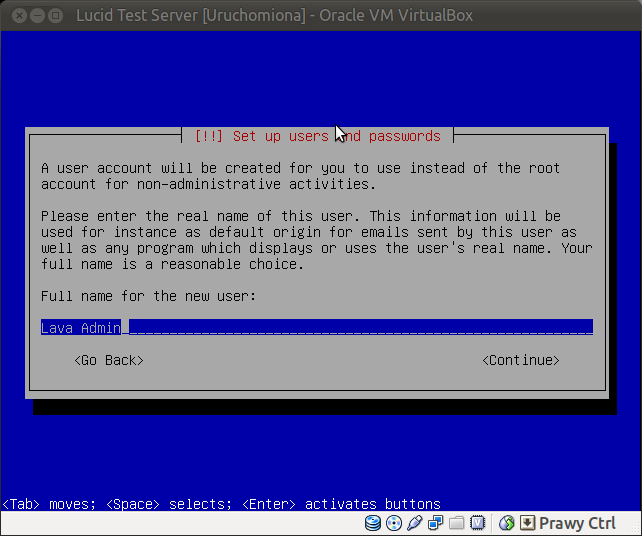 Lucid Test Server [Uruchomiona] - Oracle VM VirtualBox
[!!] Set up users and passwords
A user account will be created for you to use instead of the root
account for non-administrative activities.
Please enter the real name of this user. This information will be
used for instance as default origin for emails sent by this user as
well as any program which displays or uses the user's real name. Your
full name is a reasonable choice.
Full name for the new user:
Lava Admin
<Go Back> <Continue>
<Tab> moves; <Space> selects; <Enter> activates buttons
Prawy Ctrl